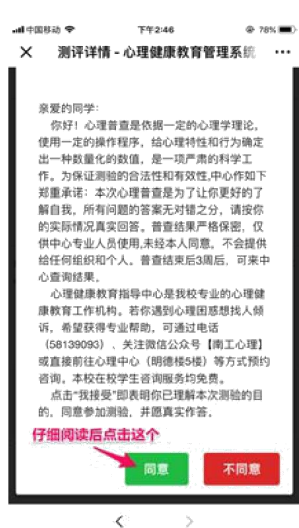 中国移动 下午2:46 78%
× 测评详情 - 心理健康教育管理系统 ···
亲爱的同学：
你好！心理普查是依据一定的心理学理论，
使用一定的操作程序，给心理特性和行为确定
出一种数量化的数值，是一项严肃的科学工
作。为保证测验的合法性和有效性,中心作如下
郑重承诺：本次心理普查是为了让你更好的了
解自我，所有问题的答案无对错之分，请按你
的实际情况真实回答。普查结果严格保密，仅
供中心专业人员使用,未经本人同意，不会提供
给任何组织和个人。普查结束后3周后，可来中
心查询结果。
心理健康教育指导中心是我校专业的心理健
康教育工作机构。若你遇到心理困惑想找人倾
诉，希望获得专业帮助，可通过电话
（58139093）、关注微信公众号【南工心理】
或直接前往心理中心（明德楼5楼）等方式预约
咨询。本校在校学生咨询服务均免费。
点击“我接受”即表明你已理解本次测验的目
的，同意参加测验，并愿真实作答。
仔细阅读后点击这个
同意 不同意